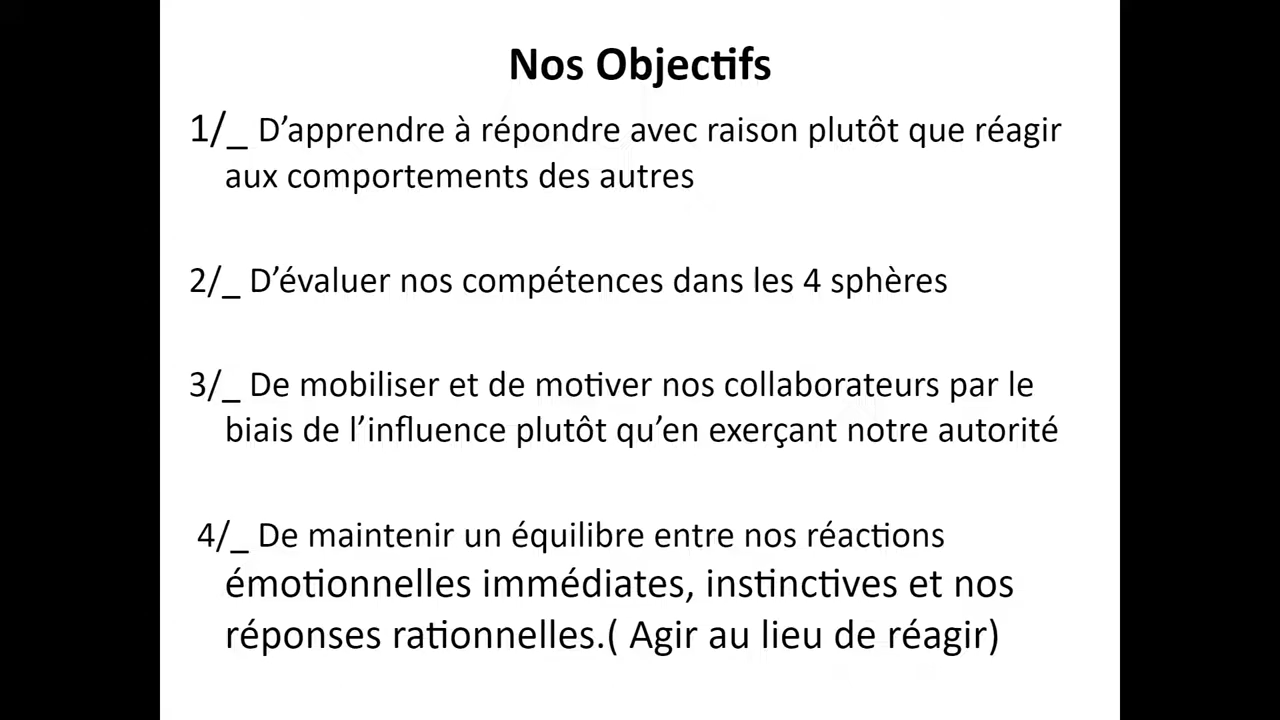 Nos Objectifs
1/_ D’apprendre à répondre avec raison plutôt que réagir
aux comportements des autres
2/_ D’évaluer nos compétences dans les 4 sphères
3/_ De mobiliser et de motiver nos collaborateurs par le
biais de l’influence plutôt qu’en exerçant notre autorité
4/_ De maintenir un équilibre entre nos réactions
émotionnelles immédiates, instinctives et nos
réponses rationnelles.( Agir au lieu de réagir)